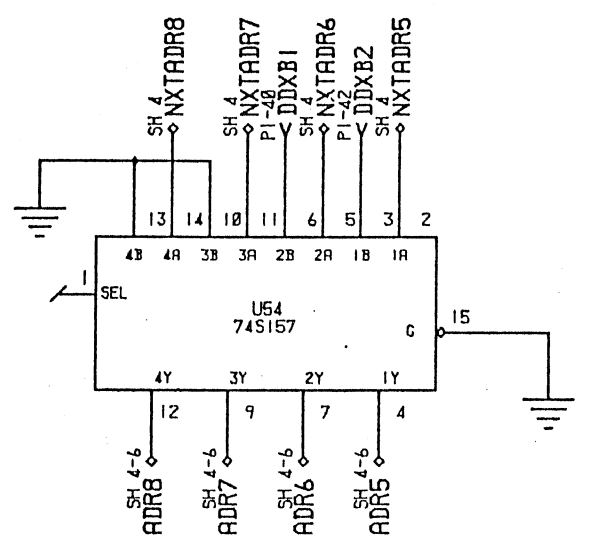 SH 4
NXTADR8
SH 4
NXTADR7
P1-40
DDXB1
SH 4
NXTADR6
P1-42
DDXB2
SH 4
NXTADR5
13 14 10 11 6 5 3 2
4B 4A 3B 3A 2B 2A 1B 1A
1
SEL
U54
74S157
G
15
4Y 3Y 2Y 1Y
12 9 7 4
SH 4-6
ADR8
SH 4-6
ADR7
SH 4-6
ADR6
SH 4-6
ADR5